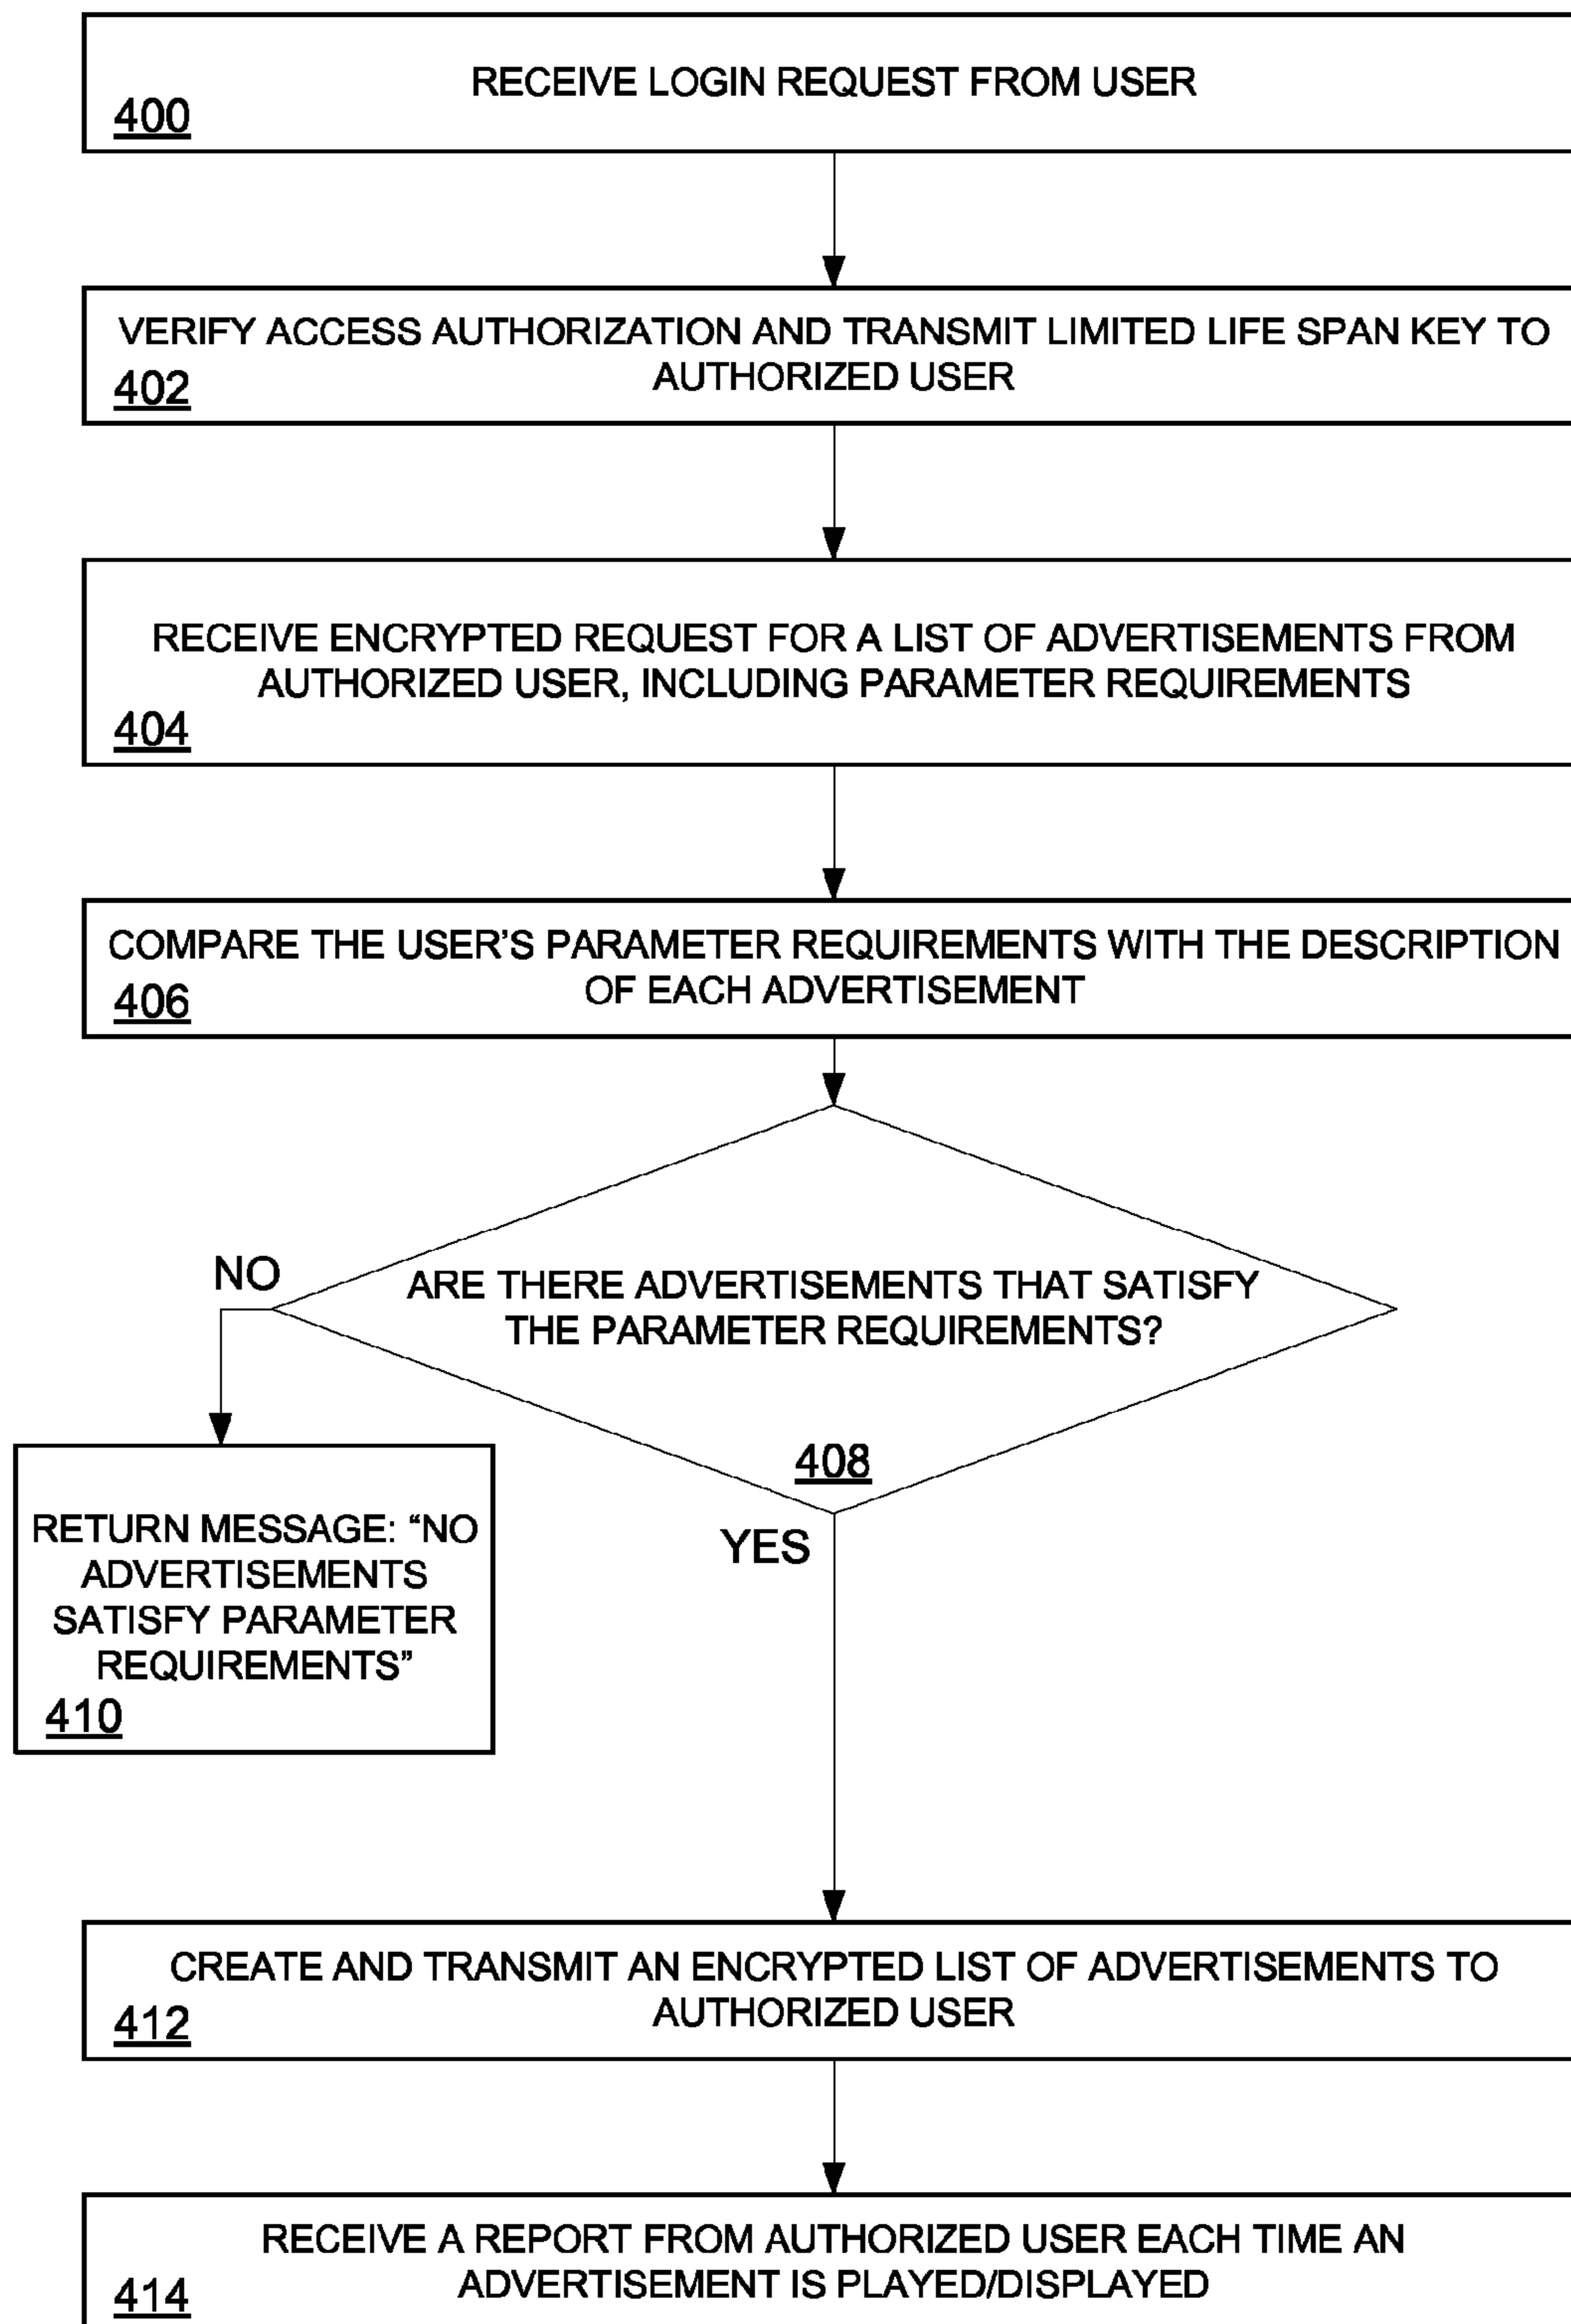 RECEIVE LOGIN REQUEST FROM USER
400
VERIFY ACCESS AUTHORIZATION AND TRANSMIT LIMITED LIFE SPAN KEY TO
AUTHORIZED USER
402
RECEIVE ENCRYPTED REQUEST FOR A LIST OF ADVERTISEMENTS FROM
AUTHORIZED USER, INCLUDING PARAMETER REQUIREMENTS
404
COMPARE THE USER'S PARAMETER REQUIREMENTS WITH THE DESCRIPTION
OF EACH ADVERTISEMENT
406
NO
ARE THERE ADVERTISEMENTS THAT SATISFY
THE PARAMETER REQUIREMENTS?
408
YES
RETURN MESSAGE: “NO
ADVERTISEMENTS
SATISFY PARAMETER
REQUIREMENTS”
410
CREATE AND TRANSMIT AN ENCRYPTED LIST OF ADVERTISEMENTS TO
AUTHORIZED USER
412
RECEIVE A REPORT FROM AUTHORIZED USER EACH TIME AN
ADVERTISEMENT IS PLAYED/DISPLAYED
414